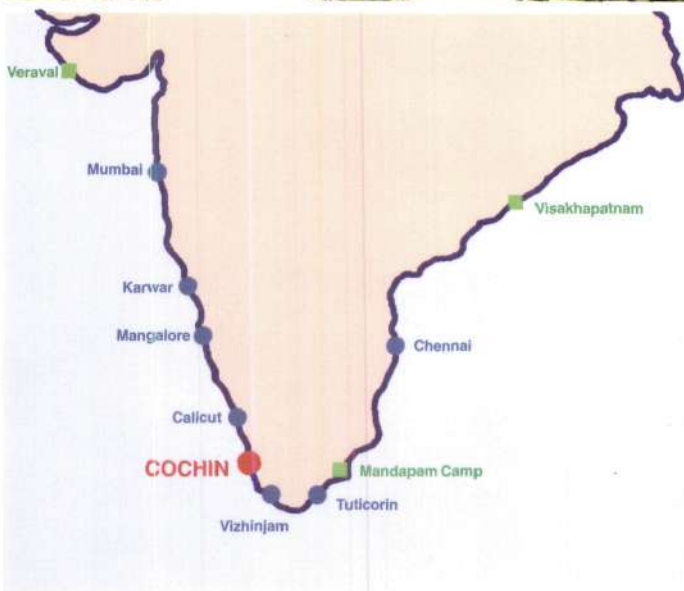 Veraval
Mumbai
Visakhapatnam
Karwar
Mangalore
Chennai
Calicut
COCHIN
Mandapam Camp
Tuticorin
Vizhinjam